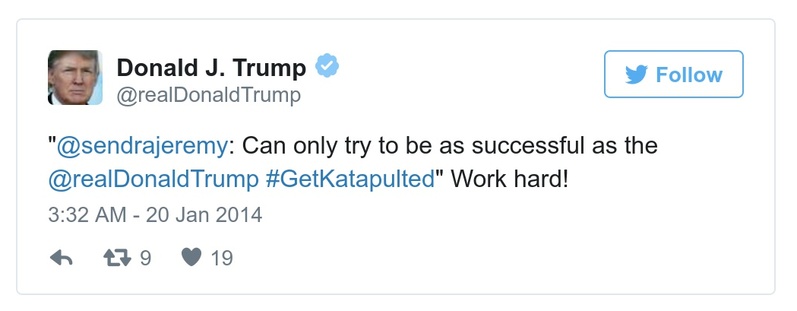 Donald J. Trump
@realDonaldTrump
Follow
"@sendrajeremy: Can only try to be as successful as the
@realDonaldTrump #GetKatapulted" Work hard!
3:32 AM - 20 Jan 2014
9 19